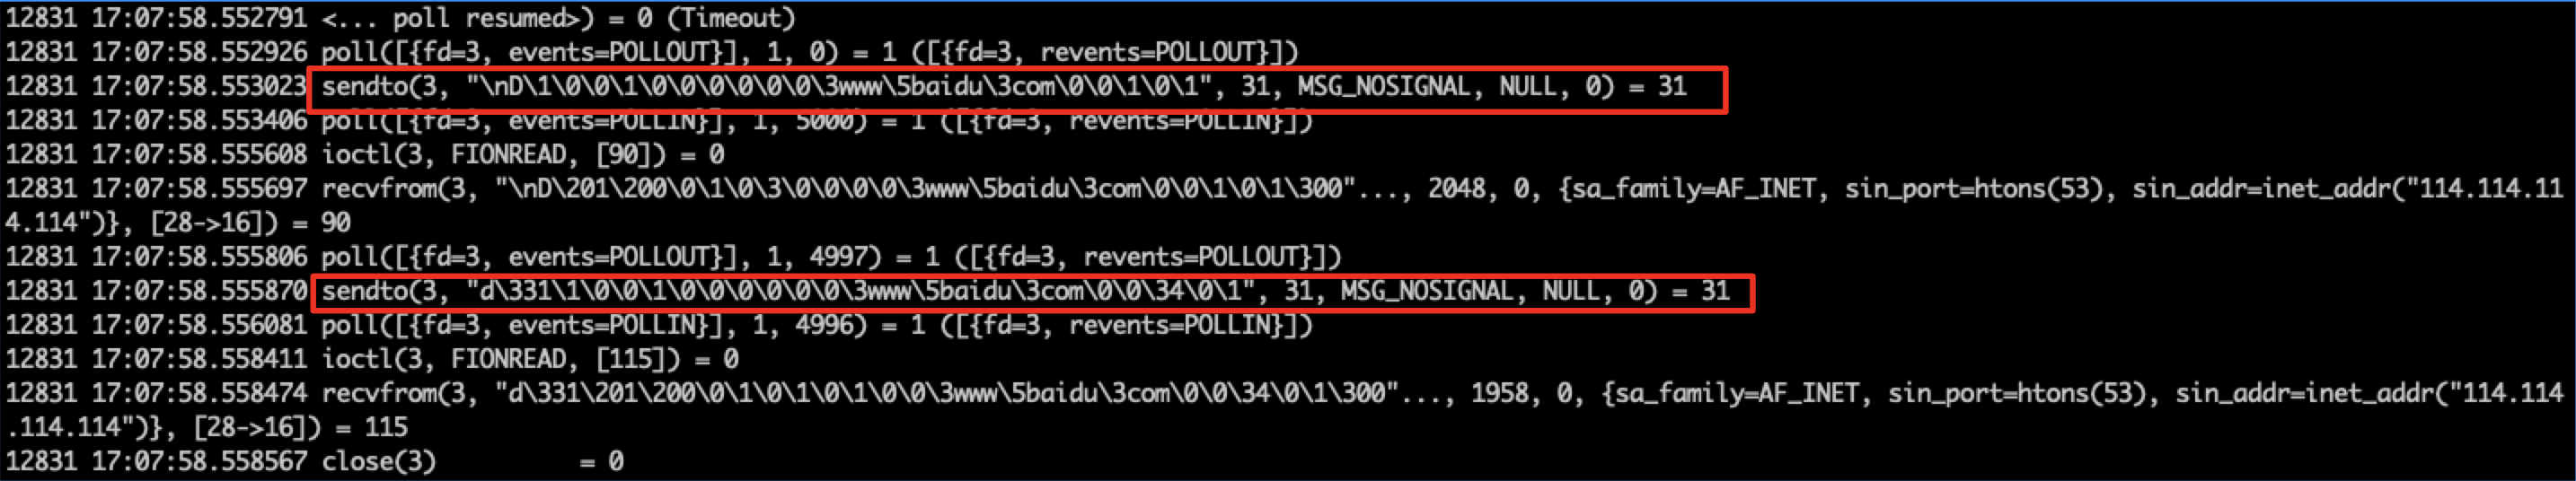 12831 17:07:58.552791 <... poll resumed>) = 0 (Timeout)
12831 17:07:58.552926 poll([{fd=3, events=POLLOUT}], 1, 0) = 1 ([{fd=3, revents=POLLOUT}])
12831 17:07:58.553023 sendto(3, "\nD\1\0\0\1\0\0\0\0\0\0\3www\5baidu\3com\0\0\1\0\1", 31, MSG_NOSIGNAL, NULL, 0) = 31
12831 17:07:58.553406 poll([{fd=3, events=POLLIN}], 1, 5000) = 1 ([{fd=3, revents=POLLIN}])
12831 17:07:58.555608 ioctl(3, FIONREAD, [90]) = 0
12831 17:07:58.555697 recvfrom(3, "\nD\201\200\0\1\0\3\0\0\0\0\3www\5baidu\3com\0\0\1\0\1\300"..., 2048, 0, {sa_family=AF_INET, sin_port=htons(53), sin_addr=inet_addr("114.114.11
4.114")}, [28->16]) = 90
12831 17:07:58.555806 poll([{fd=3, events=POLLOUT}], 1, 4997) = 1 ([{fd=3, revents=POLLOUT}])
12831 17:07:58.555870 sendto(3, "d\331\1\0\0\1\0\0\0\0\0\0\3www\5baidu\3com\0\0\34\0\1", 31, MSG_NOSIGNAL, NULL, 0) = 31
12831 17:07:58.556081 poll([{fd=3, events=POLLIN}], 1, 4996) = 1 ([{fd=3, revents=POLLIN}])
12831 17:07:58.558411 ioctl(3, FIONREAD, [115]) = 0
12831 17:07:58.558474 recvfrom(3, "d\331\201\200\0\1\0\1\0\1\0\0\3www\5baidu\3com\0\0\34\0\1\300"..., 1958, 0, {sa_family=AF_INET, sin_port=htons(53), sin_addr=inet_addr("114.114
.114.114")}, [28->16]) = 115
12831 17:07:58.558567 close(3)          = 0